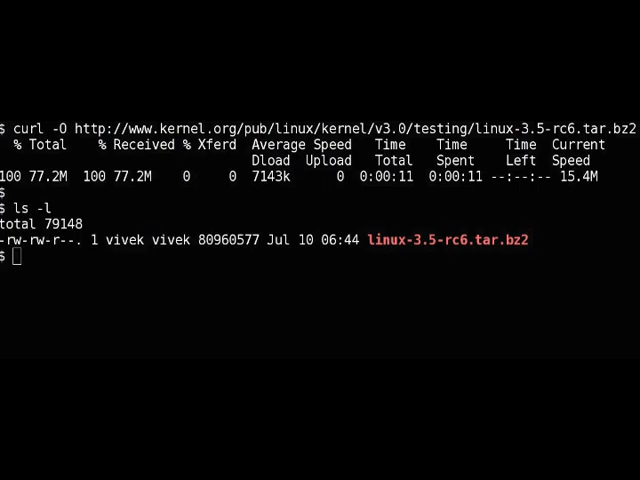 $ curl -O http://www.kernel.org/pub/linux/kernel/v3.0/testing/linux-3.5-rc6.tar.bz2
% Total % Received % Xferd Average Speed Time Time Time Current
Dload Upload Total Spent Left Speed
100 77.2M 100 77.2M 0 0 7143k 0 0:00:11 0:00:11 --:--:-- 15.4M
$
$ ls -l
total 79148
-rw-rw-r--. 1 vivek vivek 80960577 Jul 10 06:44 linux-3.5-rc6.tar.bz2
$